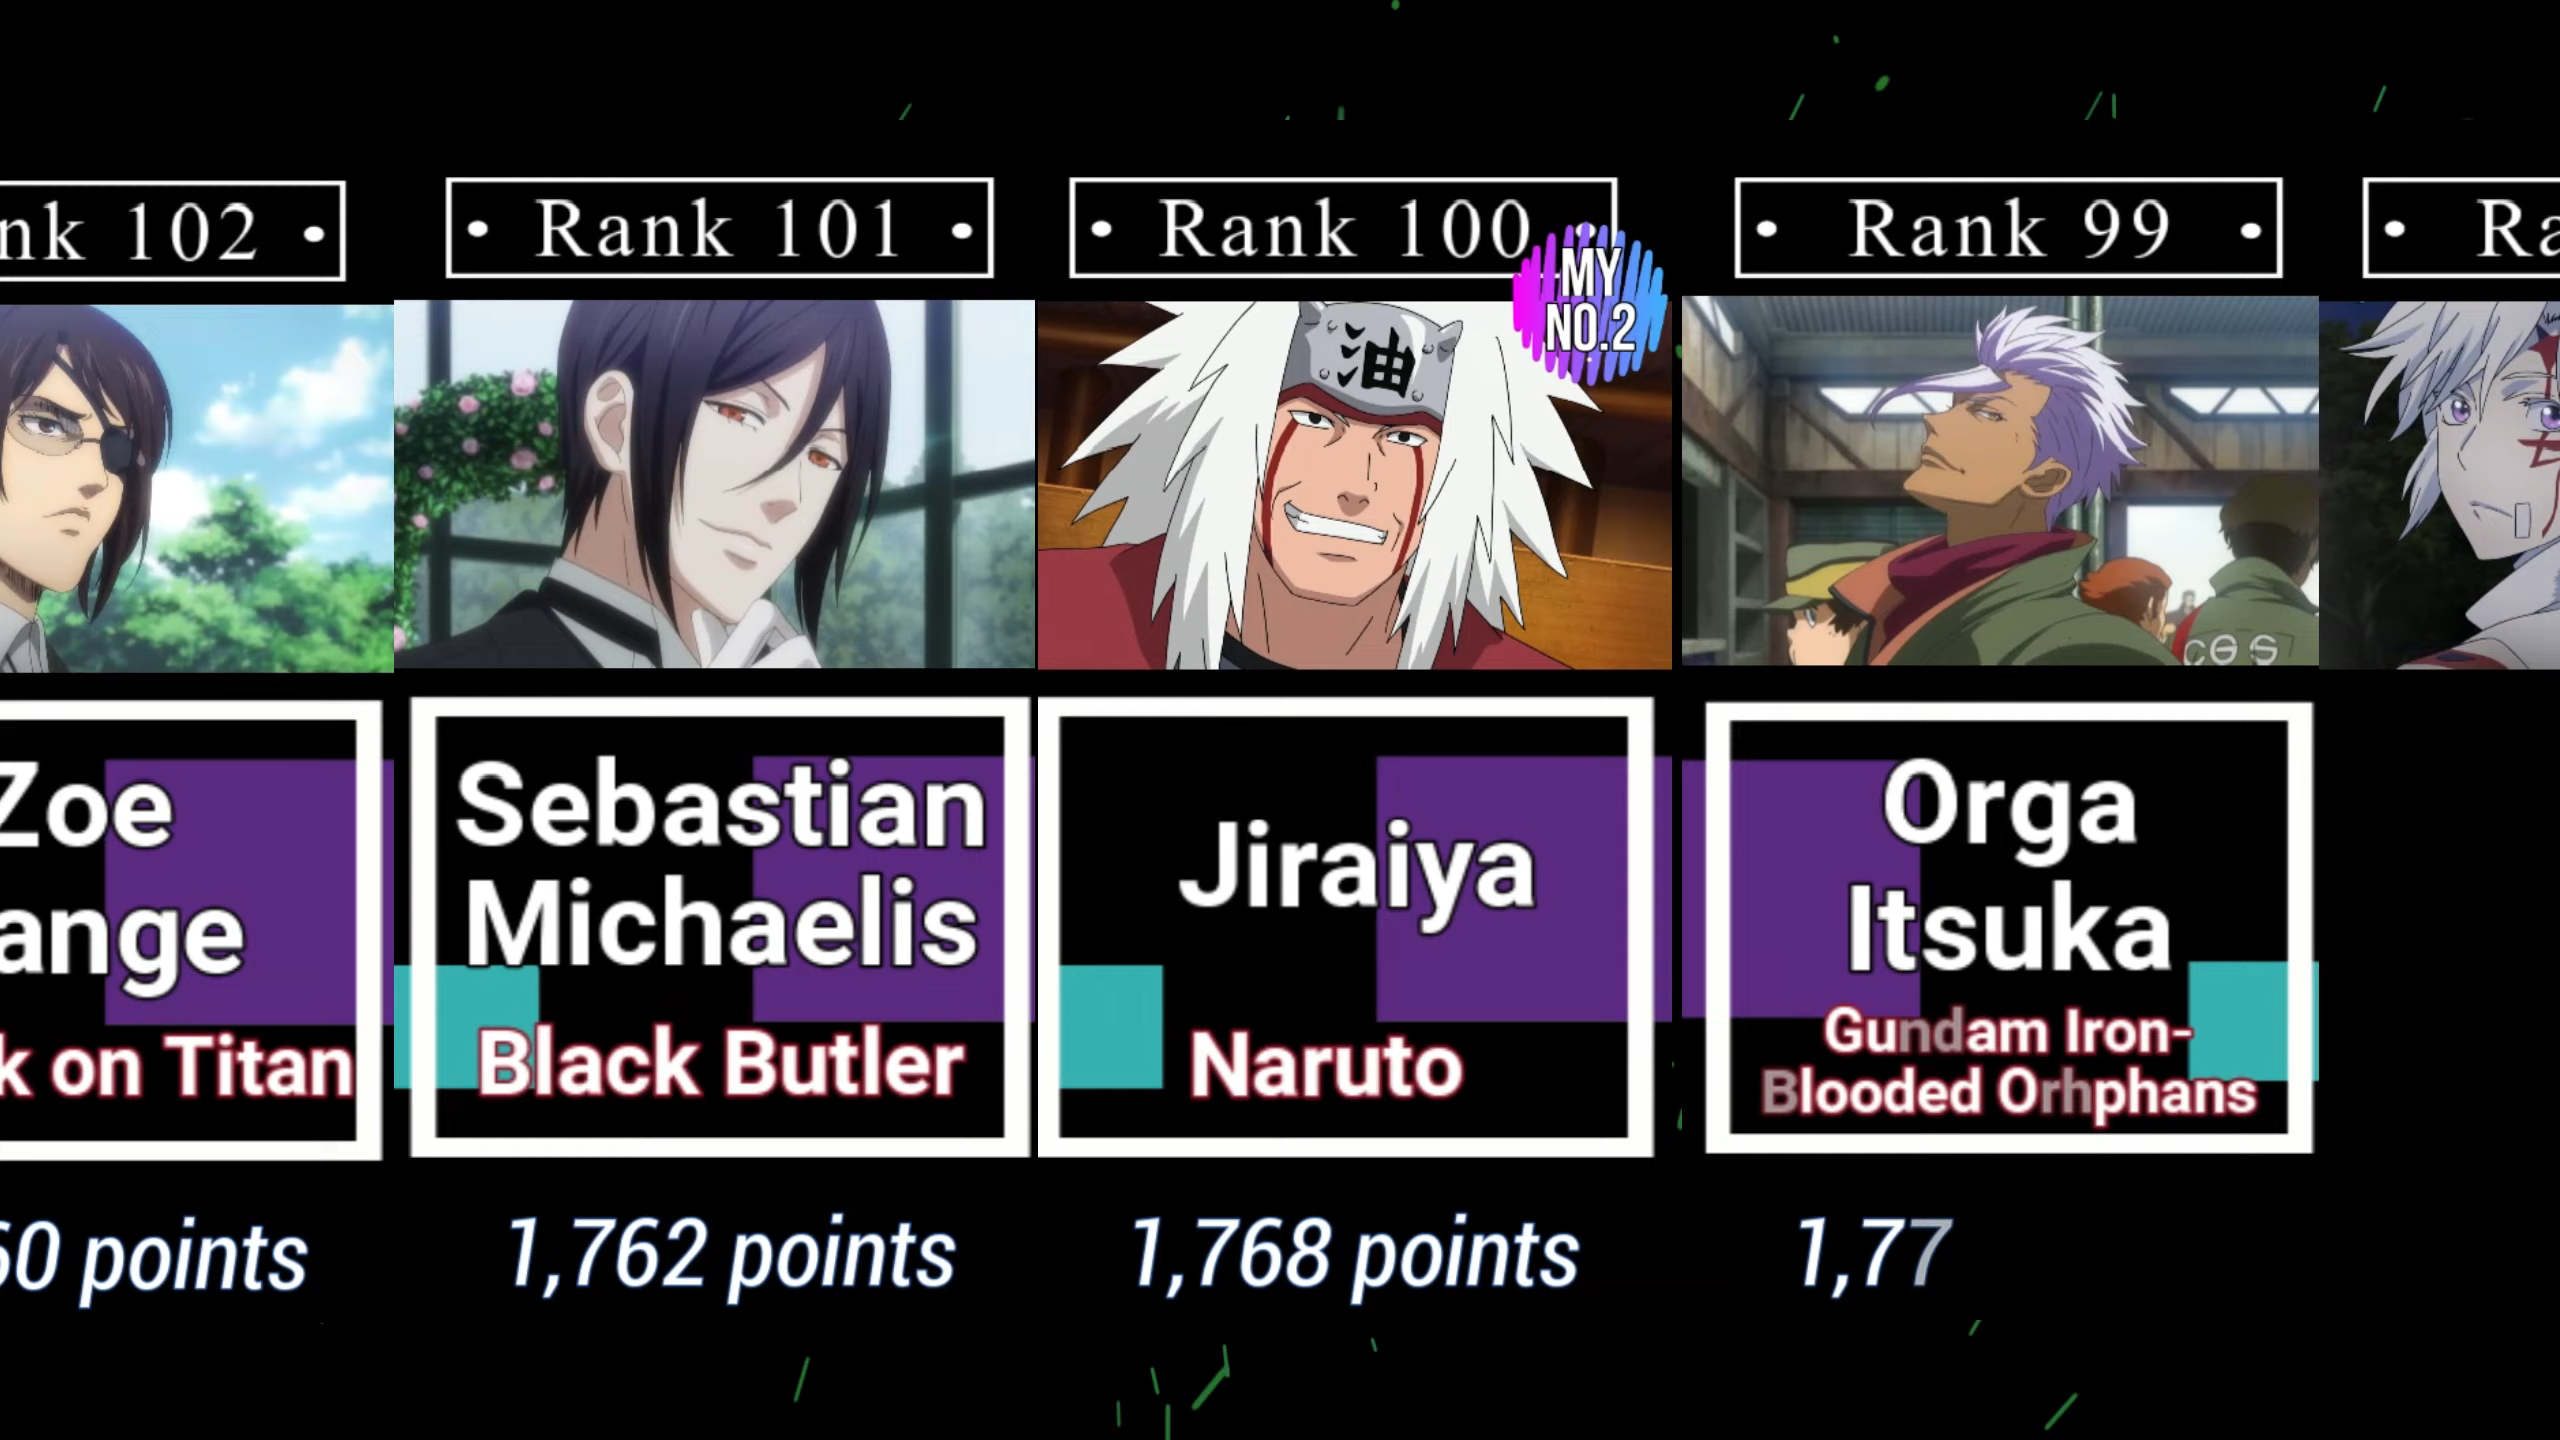 nk 102
Zoe
ange
k on Titan
60 points
Rank 101
Sebastian
Michaelis
Black Butler
1,762 points
Rank 100
MY
NO.2
油
Jiraiya
Naruto
1,768 points
Rank 99
CGS
Orga
Itsuka
Gundam Iron-
Blooded Orhphans
1,77
Ra